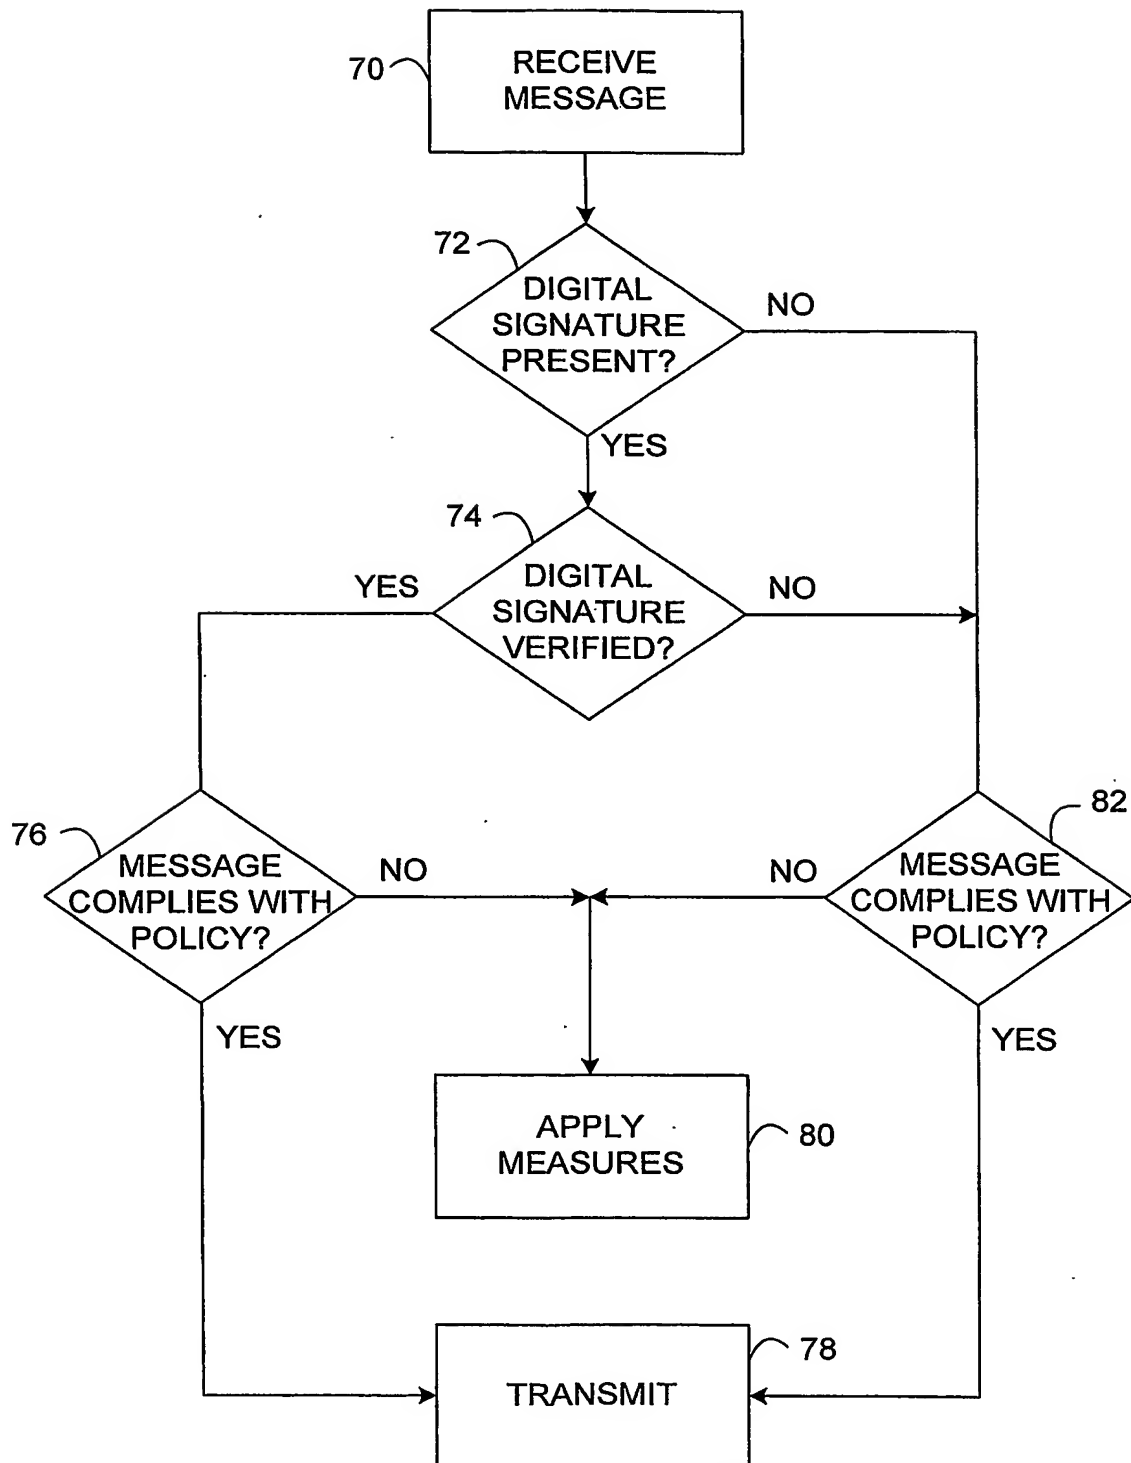 70
RECEIVE
MESSAGE
72
DIGITAL
SIGNATURE
PRESENT?
NO
YES
74
DIGITAL
SIGNATURE
VERIFIED?
YES
NO
76
MESSAGE
COMPLIES WITH
POLICY?
NO
NO
82
MESSAGE
COMPLIES WITH
POLICY?
YES
YES
APPLY
MEASURES
80
78
TRANSMIT